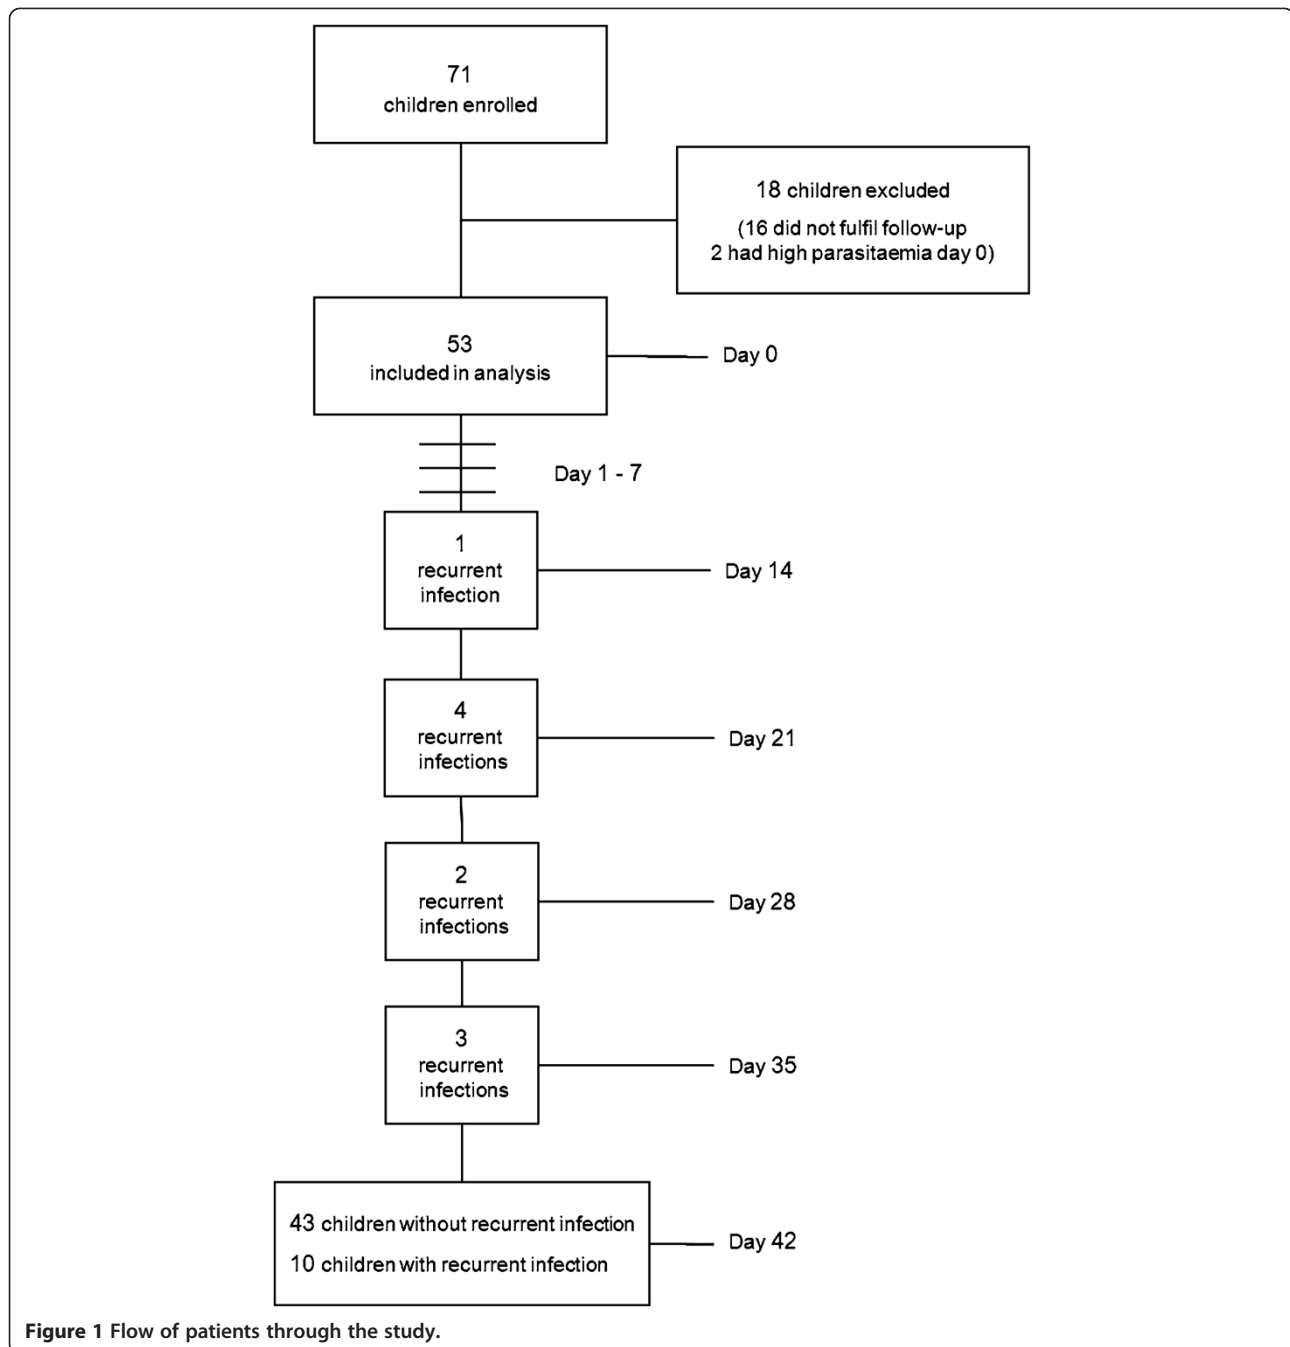 71
children enrolled
18 children excluded
(16 did not fulfil follow-up
2 had high parasitaemia day 0)
53
included in analysis
Day 0
Day 1 - 7
1
recurrent
infection
Day 14
4
recurrent
infections
Day 21
2
recurrent
infections
Day 28
3
recurrent
infections
Day 35
43 children without recurrent infection
10 children with recurrent infection
Day 42
Figure 1 Flow of patients through the study.